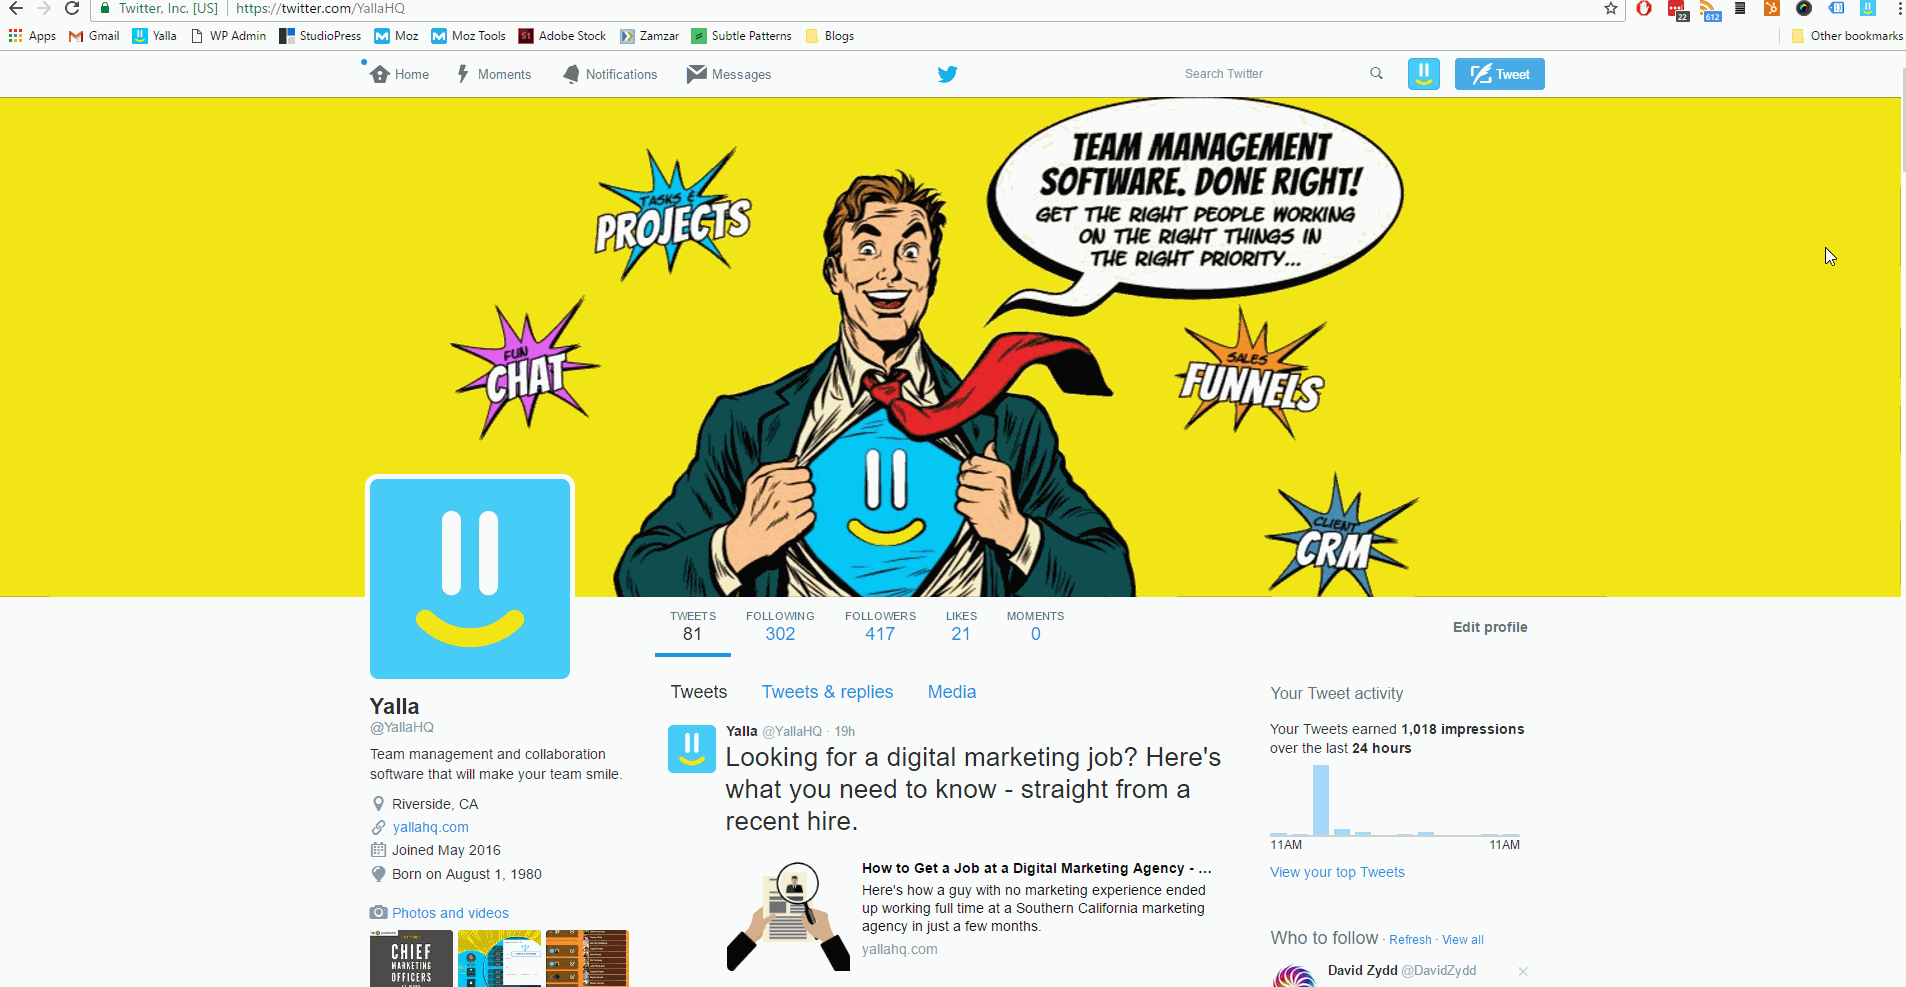 Twitter, Inc. [US] https://twitter.com/YallaHQ
22
612
Apps Gmail Yalla WP Admin StudioPress Moz Moz Tools Adobe Stock Zamzar Subtle Patterns Blogs Other bookmarks
Home Moments Notifications Messages Search Twitter Tweet
TEAM MANAGEMENT
SOFTWARE. DONE RIGHT!
GET THE RIGHT PEOPLE WORKING
ON THE RIGHT THINGS IN
THE RIGHT PRIORITY...
TASKS &
PROJECTS
FUN
CHAT
SALES
FUNNELS
CLIENT
CRM
TWEETS FOLLOWING FOLLOWERS LIKES MOMENTS
81 302 417 21 0
Edit profile
Yalla
@YallaHQ
Team management and collaboration
software that will make your team smile.
Riverside, CA
yallahq.com
Joined May 2016
Born on August 1, 1980
Photos and videos
CHIEF
MARKETING
OFFICERS
Tweets Tweets & replies Media
Yalla @YallaHQ · 19h
Looking for a digital marketing job? Here's
what you need to know - straight from a
recent hire.
How to Get a Job at a Digital Marketing Agency - ...
Here's how a guy with no marketing experience ended
up working full time at a Southern California marketing
agency in just a few months.
yallahq.com
Your Tweet activity
Your Tweets earned 1,018 impressions
over the last 24 hours
11AM 11AM
View your top Tweets
Who to follow · Refresh · View all
David Zydd @DavidZydd